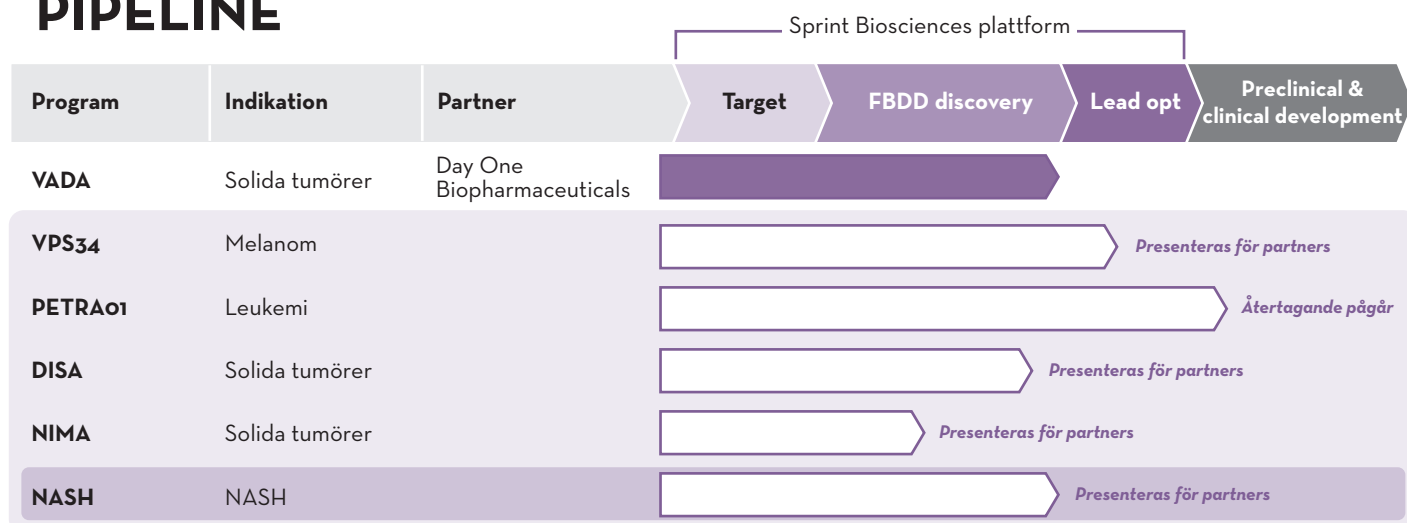 PIPELINE
Sprint Biosciences plattform
Program Indikation Partner Target FBDD discovery Lead opt Preclinical &
clinical development
VADA Solida tumörer Day One
Biopharmaceuticals
VPS34 Melanom Presenteras för partners
PETRA01 Leukemi Återtagande pågår
DISA Solida tumörer Presenteras för partners
NIMA Solida tumörer Presenteras för partners
NASH NASH Presenteras för partners